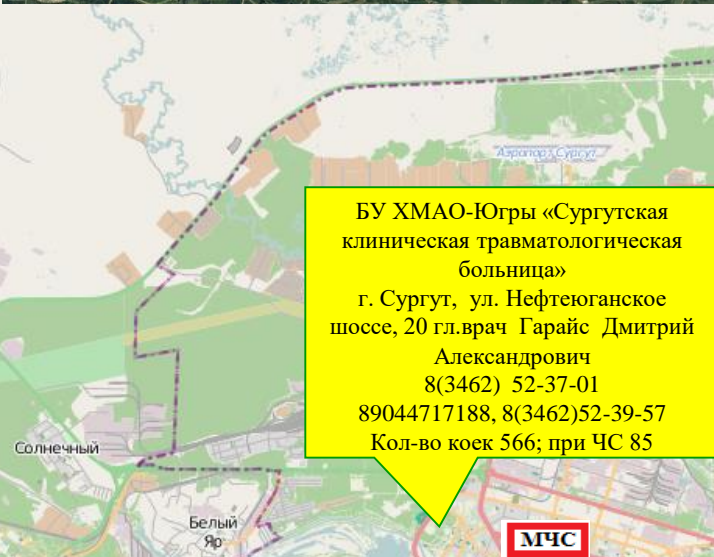 Аэропорт Сургут
БУ ХМАО-Югры «Сургутская
клиническая травматологическая
больница»
г. Сургут, ул. Нефтеюганское
шоссе, 20 гл.врач Гарайс Дмитрий
Александрович
8(3462) 52-37-01
89044717188, 8(3462)52-39-57
Кол-во коек 566; при ЧС 85
Солнечный
Белый
Яр
МЧС